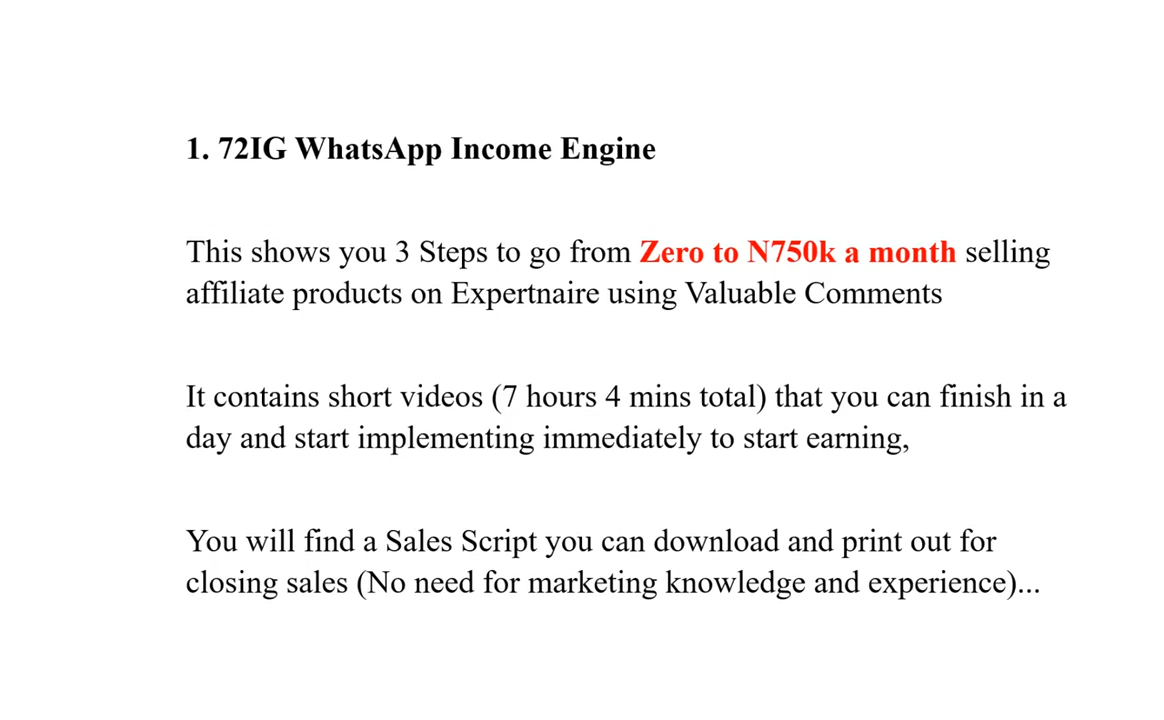 1. 72IG WhatsApp Income Engine
This shows you 3 Steps to go from Zero to N750k a month selling
affiliate products on Expertnaire using Valuable Comments
It contains short videos (7 hours 4 mins total) that you can finish in a
day and start implementing immediately to start earning,
You will find a Sales Script you can download and print out for
closing sales (No need for marketing knowledge and experience)...